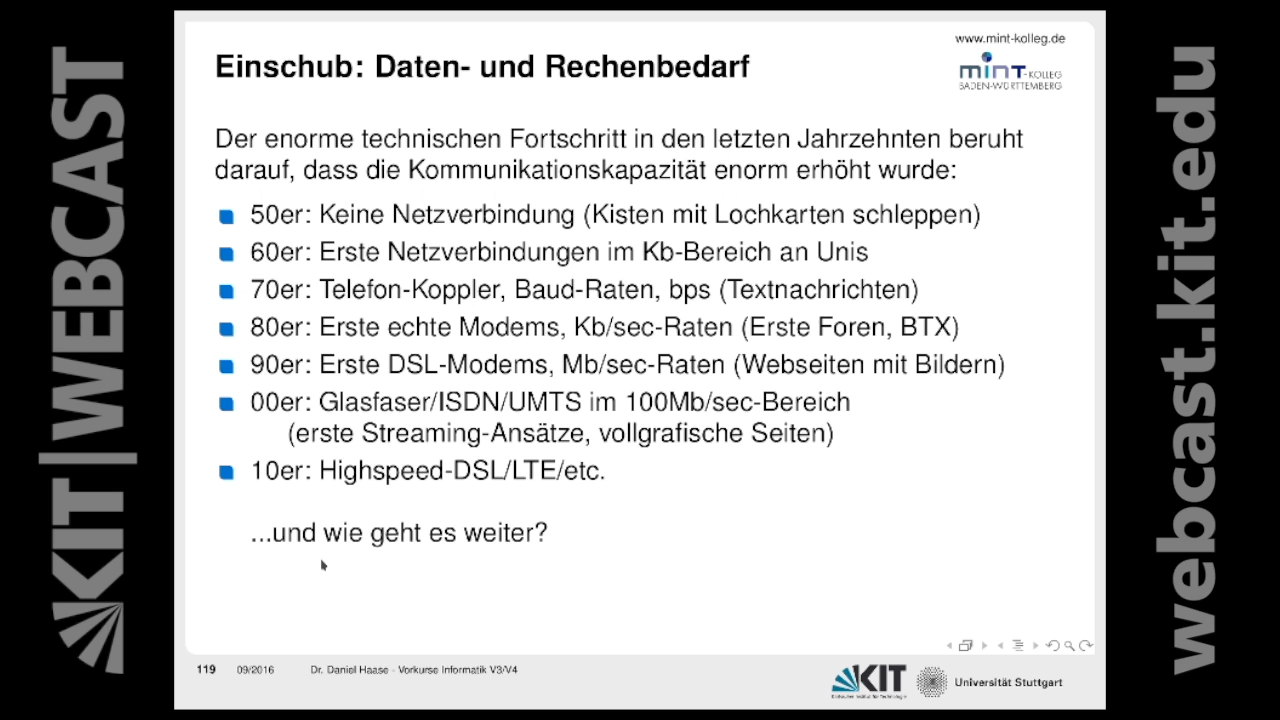 KIT|WEBCAST
www.mint-kolleg.de
Einschub: Daten- und Rechenbedarf
mint-KOLLEG
BADEN-WÜRTTEMBERG
Der enorme technischen Fortschritt in den letzten Jahrzehnten beruht
darauf, dass die Kommunikationskapazität enorm erhöht wurde:
50er: Keine Netzverbindung (Kisten mit Lochkarten schleppen)
60er: Erste Netzverbindungen im Kb-Bereich an Unis
70er: Telefon-Koppler, Baud-Raten, bps (Textnachrichten)
80er: Erste echte Modems, Kb/sec-Raten (Erste Foren, BTX)
90er: Erste DSL-Modems, Mb/sec-Raten (Webseiten mit Bildern)
00er: Glasfaser/ISDN/UMTS im 100Mb/sec-Bereich
(erste Streaming-Ansätze, vollgrafische Seiten)
10er: Highspeed-DSL/LTE/etc.
...und wie geht es weiter?
119 09/2016 Dr. Daniel Haase - Vorkurse Informatik V3/V4
KIT
Karlsruher Institut für Technologie
Universität Stuttgart
webcast.kit.edu